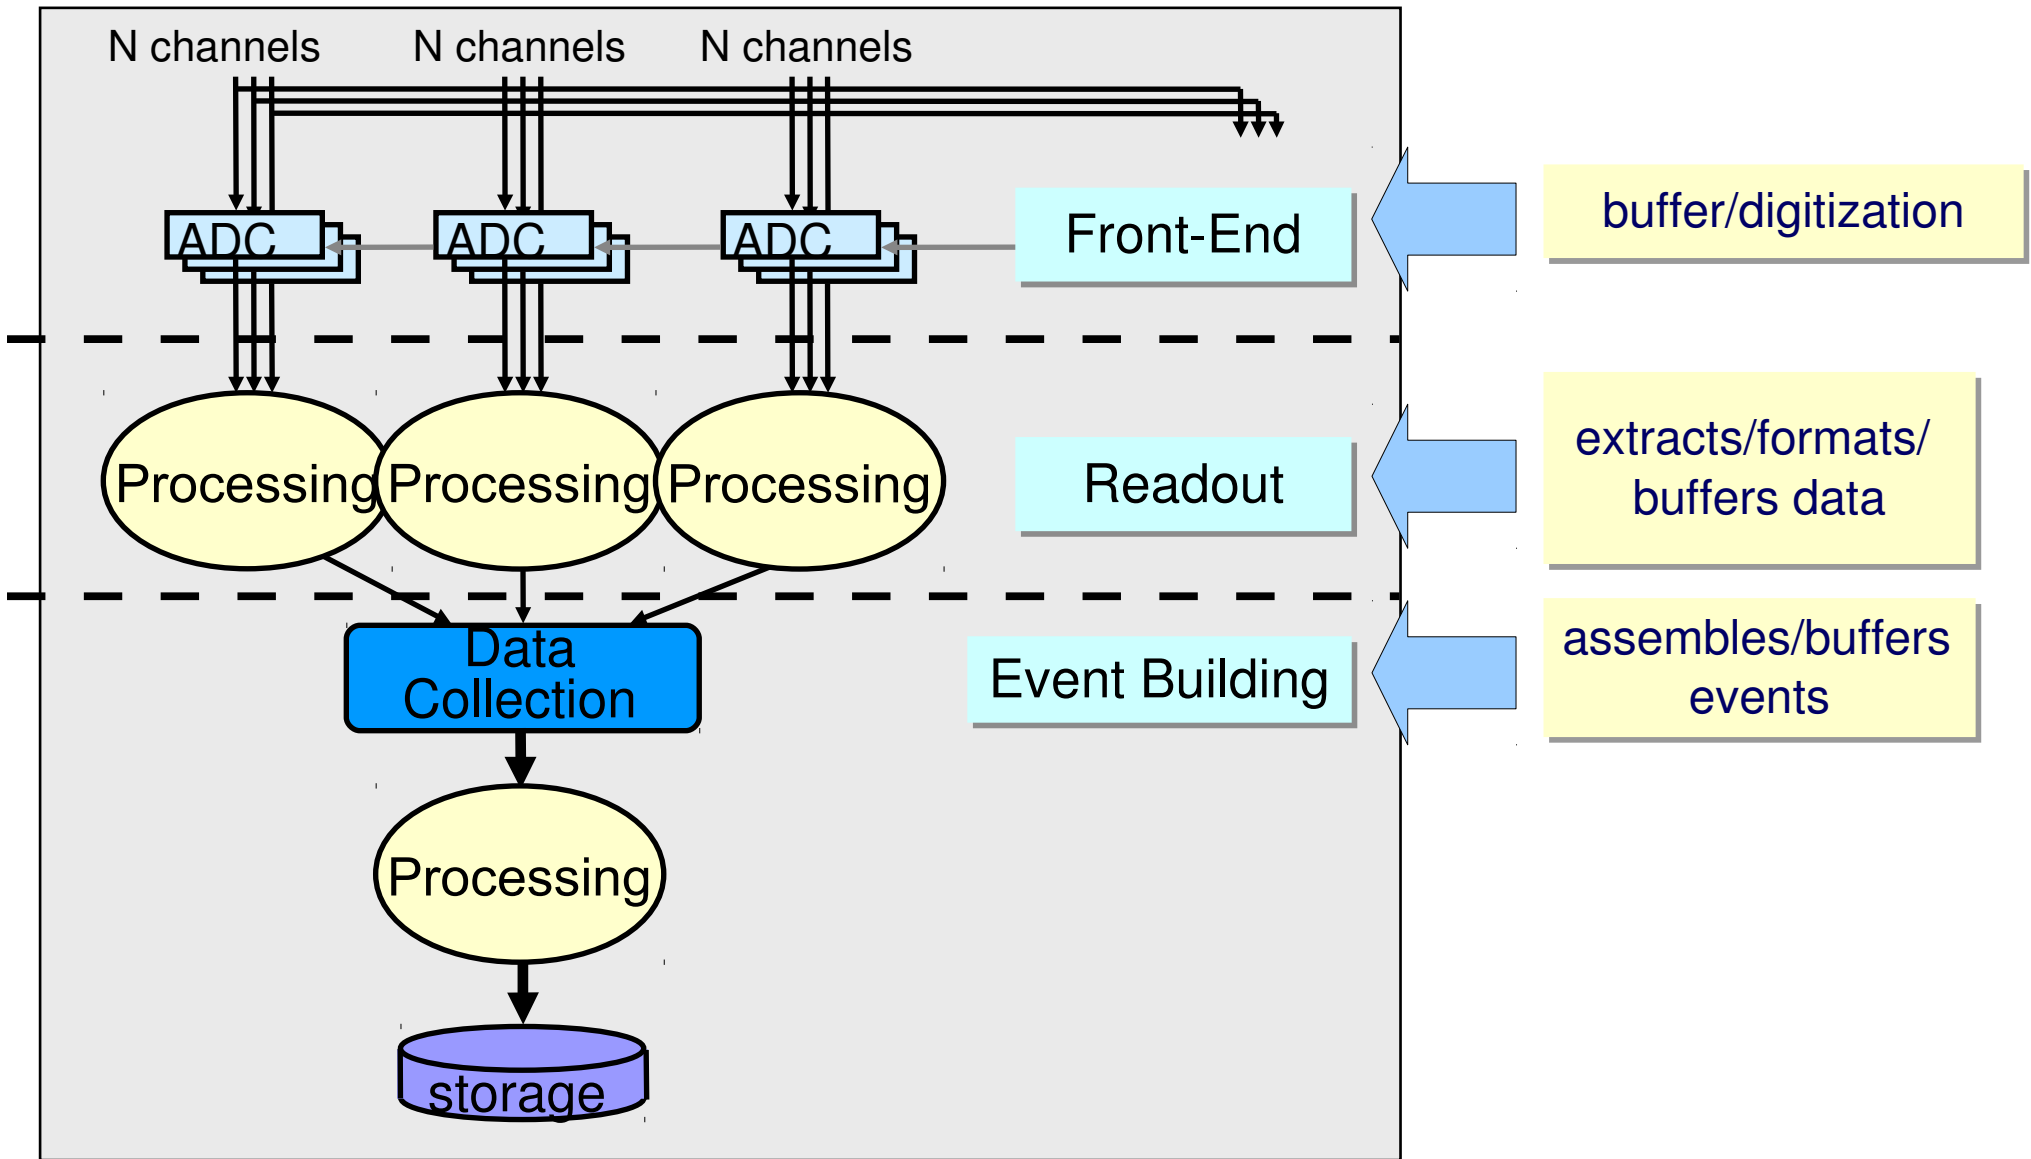 N channels
N channels
N channels
ADC
ADC
ADC
Front-End
buffer/digitization
Processing
Processing
Processing
Readout
extracts/formats/
buffers data
Data
Collection
Event Building
assembles/buffers
events
Processing
storage